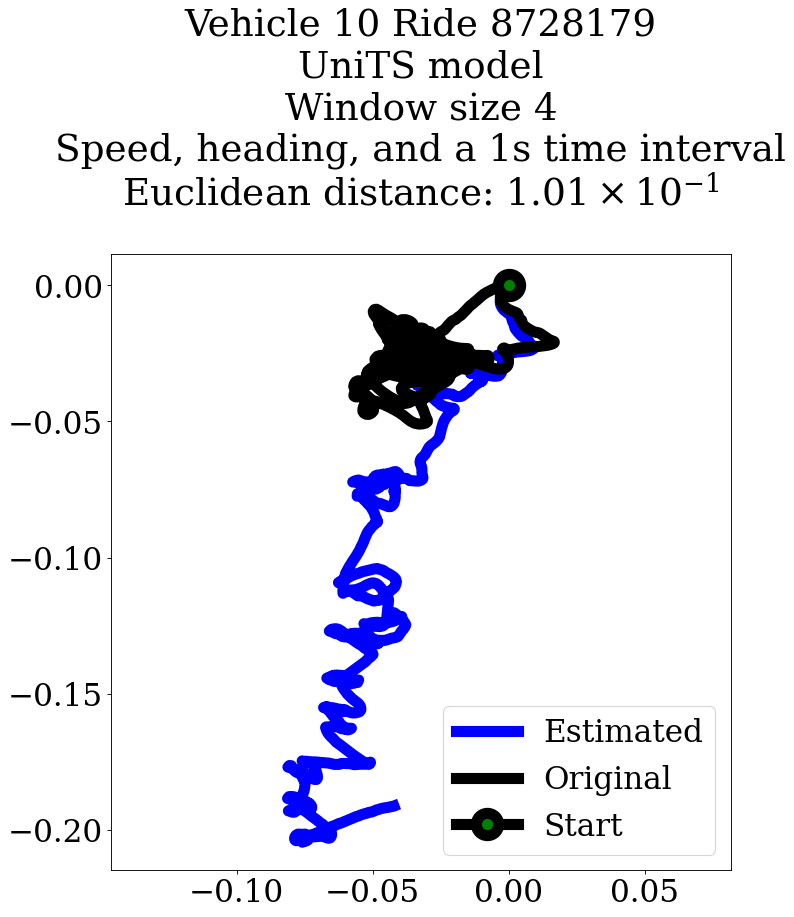 Vehicle 10 Ride 8728179
UniTS model
Window size 4
Speed, heading, and a 1s time interval
Euclidean distance: 1.01 × 10⁻¹
0.00
−0.05
−0.10
−0.15
−0.20
Estimated
Original
Start
−0.10 −0.05 0.00 0.05